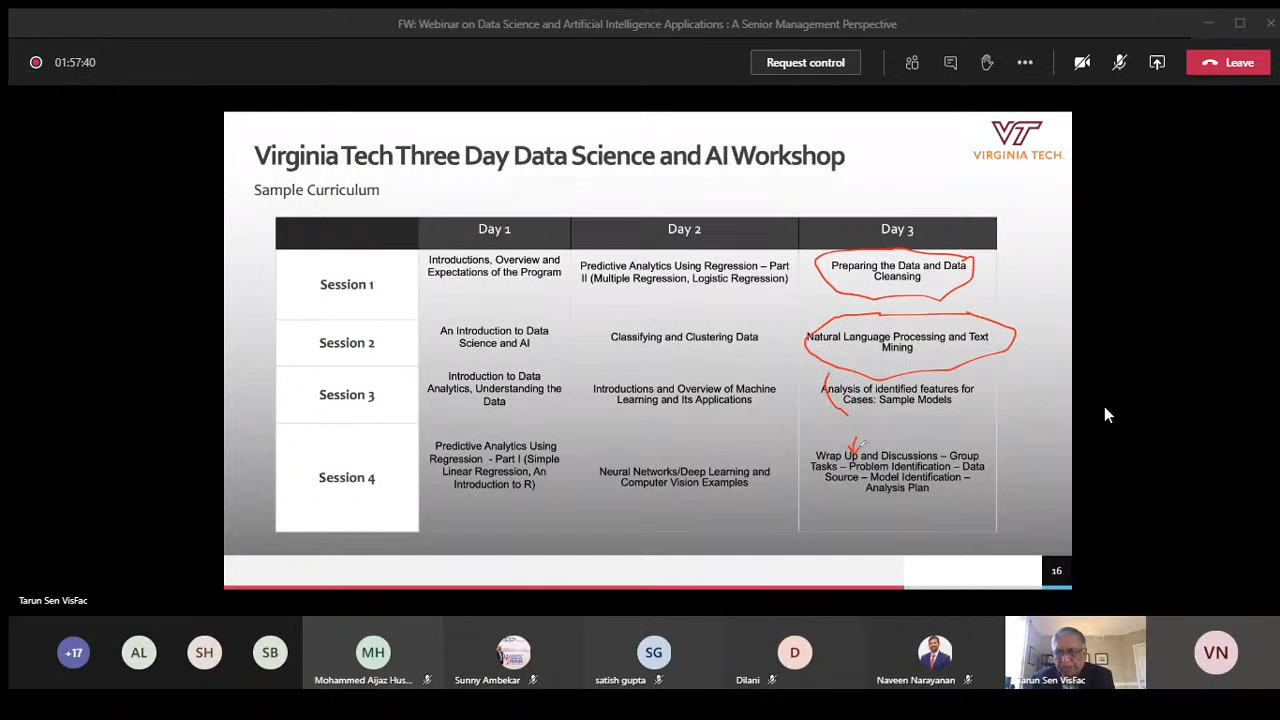 FW: Webinar on Data Science and Artificial Intelligence Applications : A Senior Management Perspective
01:57:40
Request control
Leave
Virginia Tech Three Day Data Science and AI Workshop
VT
VIRGINIA TECH.
Sample Curriculum
Day 1
Day 2
Day 3
Session 1
Introductions, Overview and
Expectations of the Program
Predictive Analytics Using Regression – Part
II (Multiple Regression, Logistic Regression)
Preparing the Data and Data
Cleansing
Session 2
An Introduction to Data
Science and AI
Classifying and Clustering Data
Natural Language Processing and Text
Mining
Session 3
Introduction to Data
Analytics, Understanding the
Data
Introductions and Overview of Machine
Learning and Its Applications
Analysis of identified features for
Cases: Sample Models
Session 4
Predictive Analytics Using
Regression - Part I (Simple
Linear Regression, An
Introduction to R)
Neural Networks/Deep Learning and
Computer Vision Examples
Wrap Up and Discussions – Group
Tasks – Problem Identification – Data
Source – Model Identification –
Analysis Plan
16
Tarun Sen VisFac
+17
AL
SH
SB
MH
Mohammed Aijaz Hus...
Sunny Ambekar
SG
satish gupta
D
Dilani
Naveen Narayanan
Tarun Sen VisFac
VN